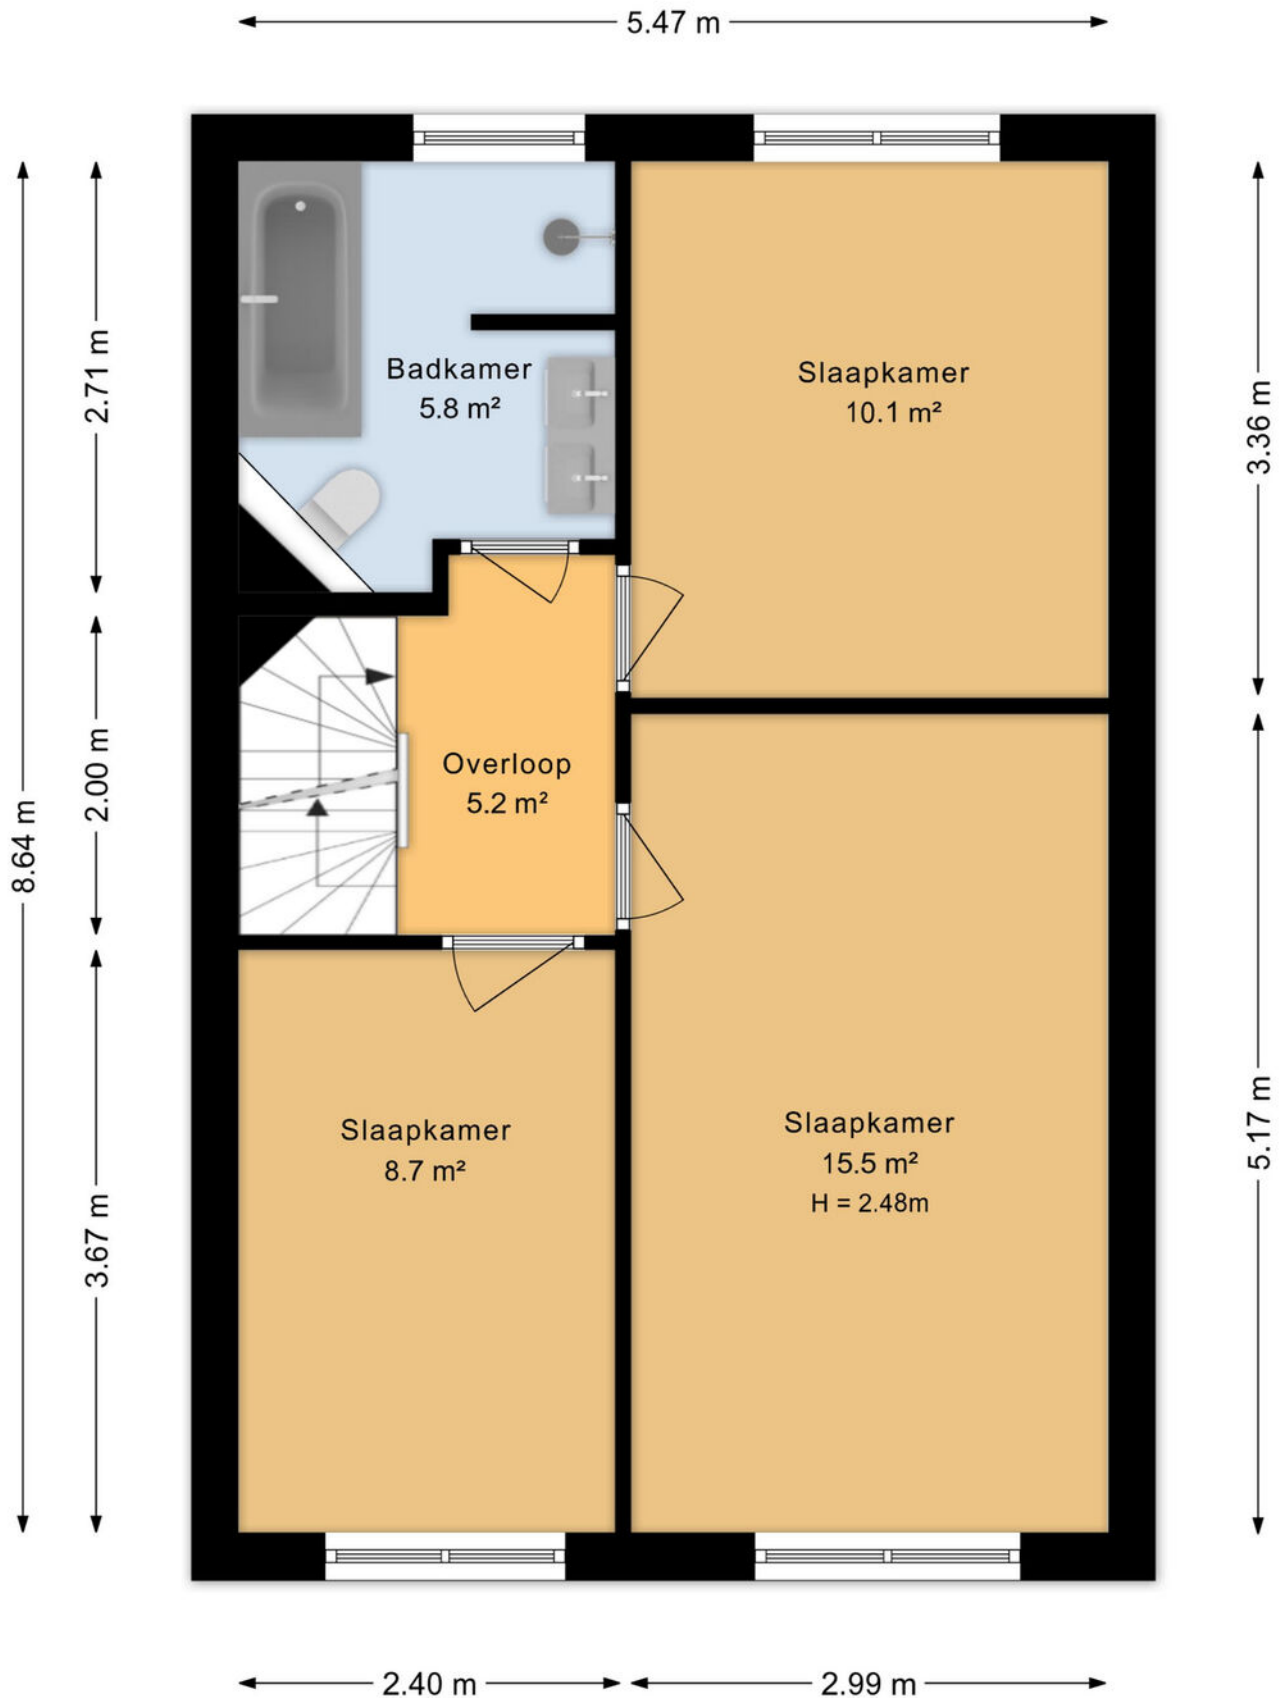 5.47 m
2.71 m
Badkamer
5.8 m²
Slaapkamer
10.1 m²
3.36 m
8.64 m
2.00 m
Overloop
5.2 m²
Slaapkamer
8.7 m²
3.67 m
Slaapkamer
15.5 m²
H = 2.48m
5.17 m
2.40 m
2.99 m